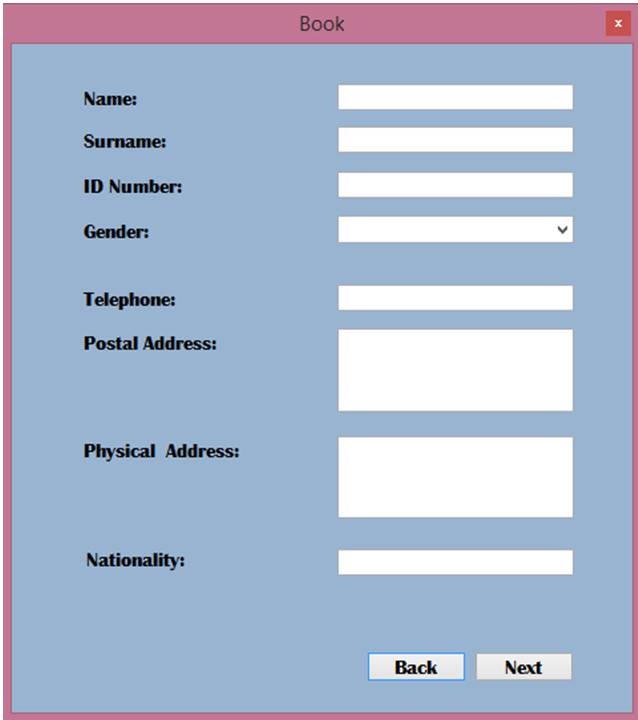 Book
x
Name:
Surname:
ID Number:
Gender:
Telephone:
Postal Address:
Physical Address:
Nationality:
Back Next